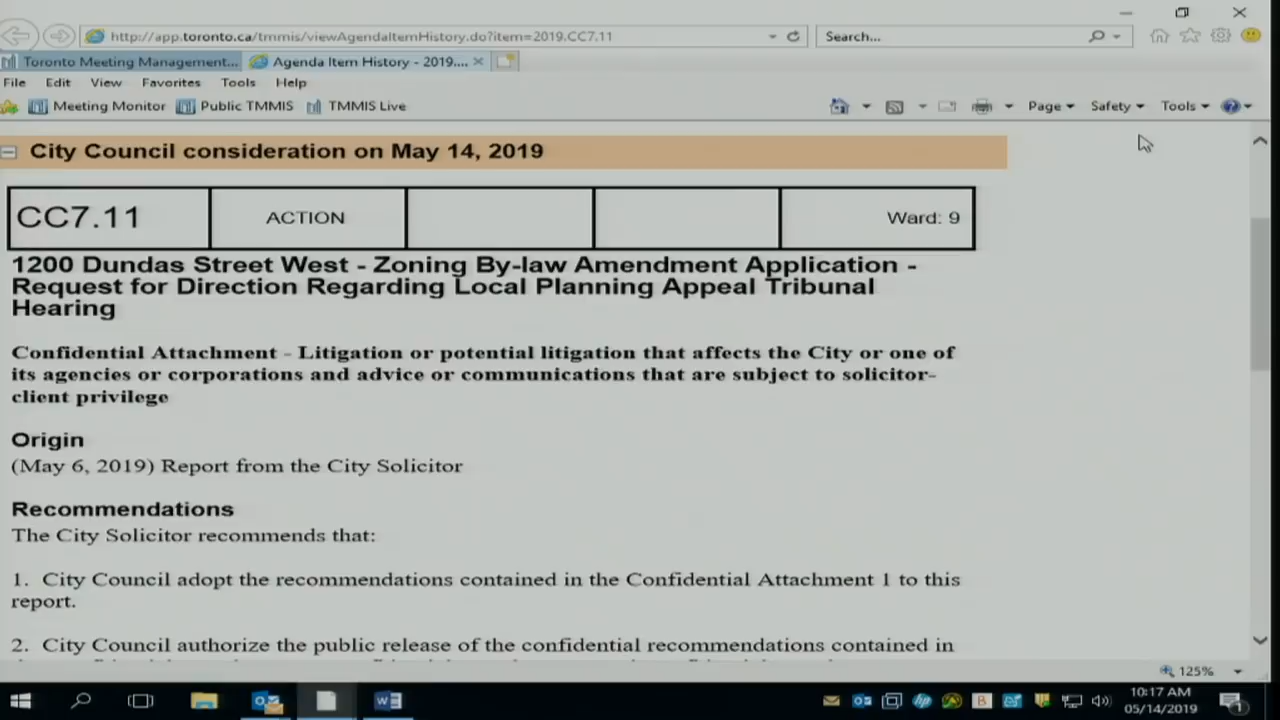 http://app.toronto.ca/tmmis/viewAgendaItemHistory.do?item=2019.CC7.11
Search...
Toronto Meeting Management...
Agenda Item History - 2019....
File Edit View Favorites Tools Help
Meeting Monitor Public TMMIS TMMIS Live
Page Safety Tools
City Council consideration on May 14, 2019
CC7.11 ACTION Ward: 9
1200 Dundas Street West - Zoning By-law Amendment Application -
Request for Direction Regarding Local Planning Appeal Tribunal
Hearing
Confidential Attachment - Litigation or potential litigation that affects the City or one of
its agencies or corporations and advice or communications that are subject to solicitor-
client privilege
Origin
(May 6, 2019) Report from the City Solicitor
Recommendations
The City Solicitor recommends that:
1. City Council adopt the recommendations contained in the Confidential Attachment 1 to this
report.
2. City Council authorize the public release of the confidential recommendations contained in
125%
10:17 AM
05/14/2019